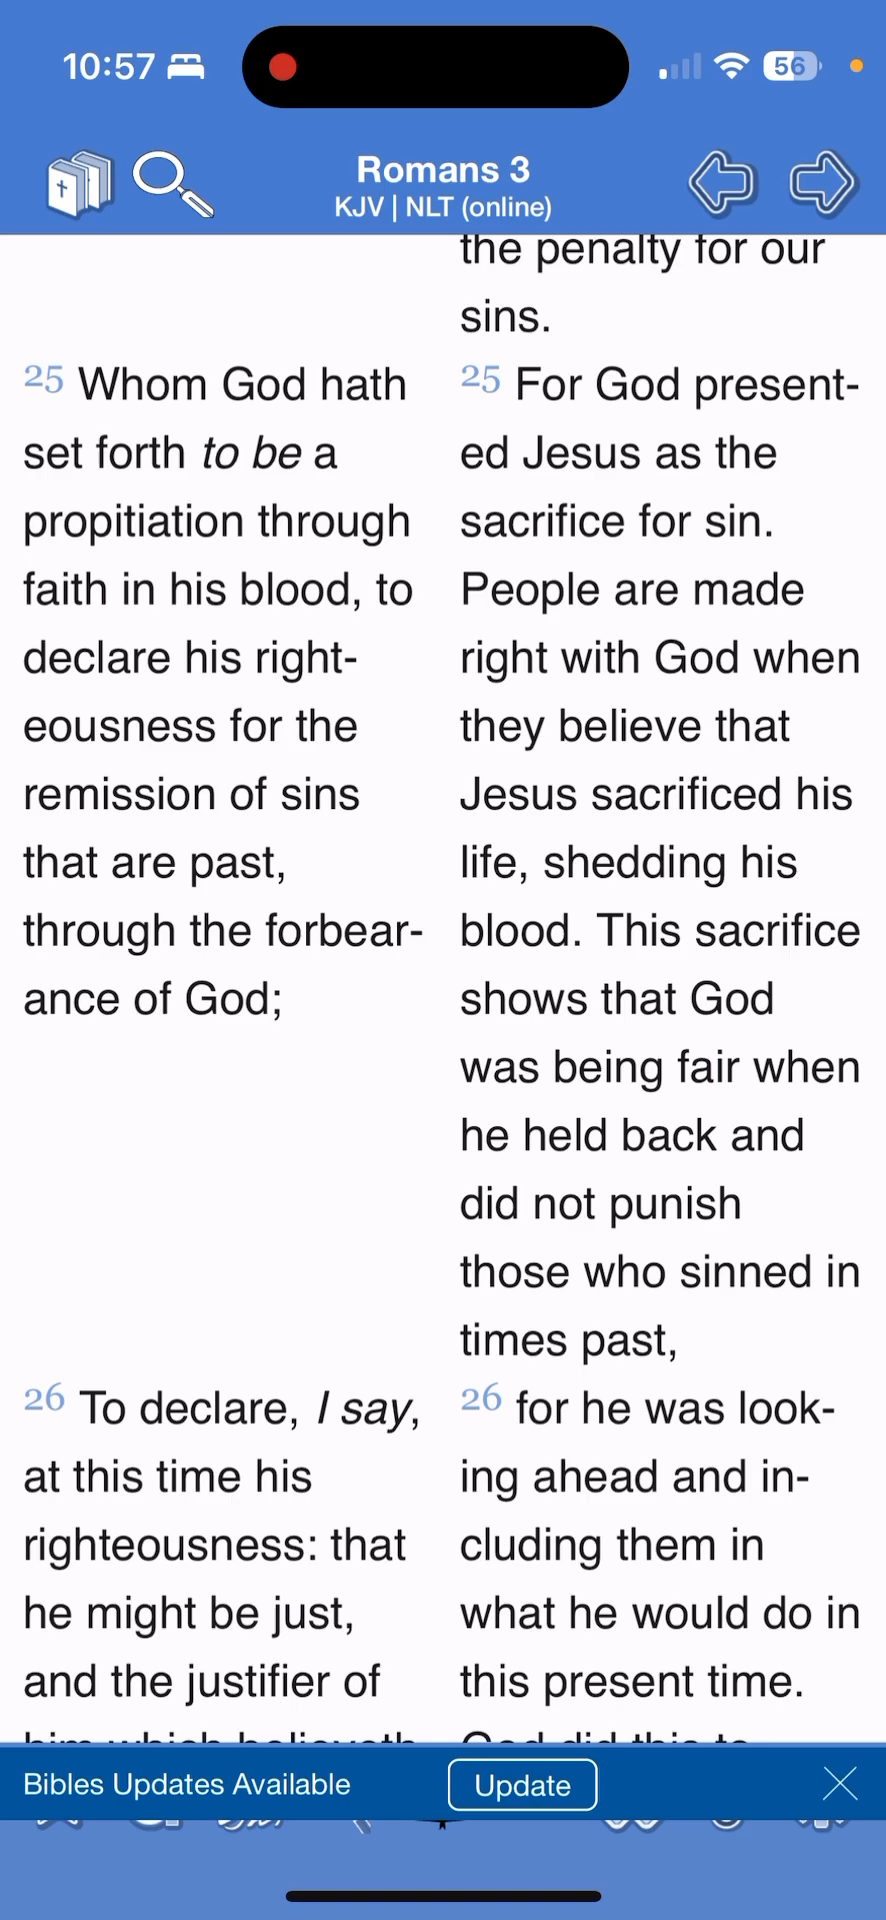 10:57
56
Romans 3
KJV | NLT (online)
the penalty for our
sins.
25 Whom God hath
set forth to be a
propitiation through
faith in his blood, to
declare his right-
eousness for the
remission of sins
that are past,
through the forbear-
ance of God;
25 For God present-
ed Jesus as the
sacrifice for sin.
People are made
right with God when
they believe that
Jesus sacrificed his
life, shedding his
blood. This sacrifice
shows that God
was being fair when
he held back and
did not punish
those who sinned in
times past,
26 To declare, I say,
at this time his
righteousness: that
he might be just,
and the justifier of
him which believeth
26 for he was look-
ing ahead and in-
cluding them in
what he would do in
this present time.
God did this to
Bibles Updates Available
Update